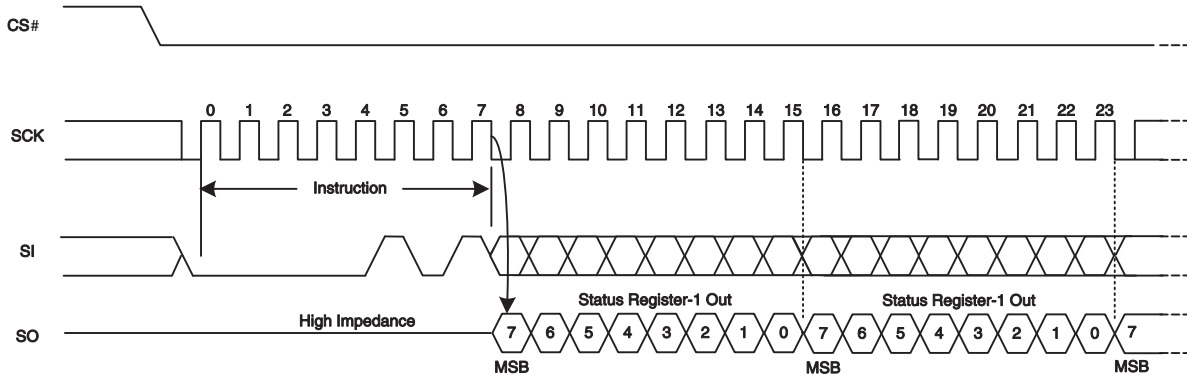 CS#
0 1 2 3 4 5 6 7 8 9 10 11 12 13 14 15 16 17 18 19 20 21 22 23
SCK
Instruction
SI
Status Register-1 Out Status Register-1 Out
High Impedance
SO
7 6 5 4 3 2 1 0 7 6 5 4 3 2 1 0 7
MSB MSB MSB